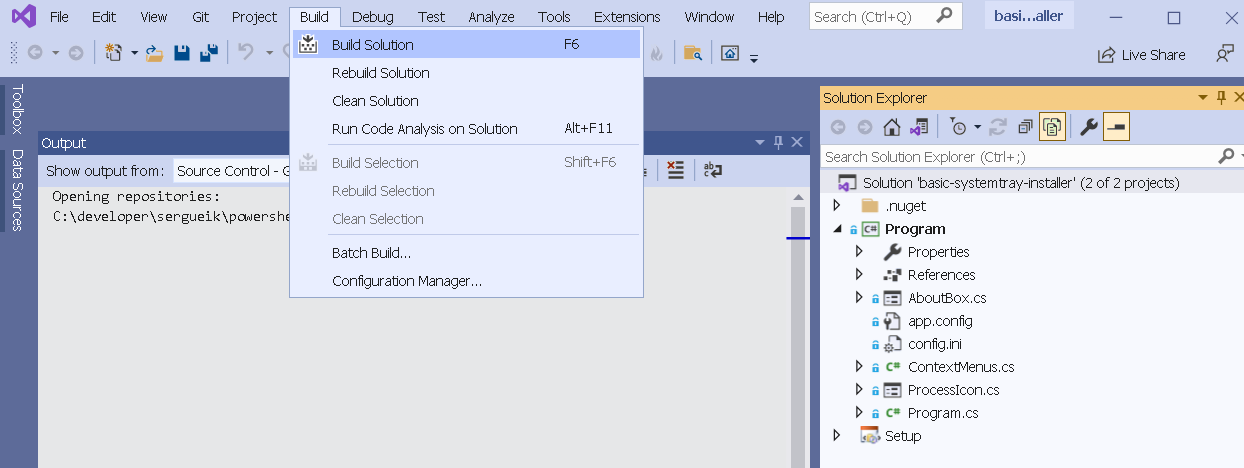 File Edit View Git Project Build Debug Test Analyze Tools Extensions Window Help Search (Ctrl+Q) basi...aller
Build Solution F6
Rebuild Solution
Clean Solution
Run Code Analysis on Solution Alt+F11
Build Selection Shift+F6
Rebuild Selection
Clean Selection
Batch Build...
Configuration Manager...
Live Share
Toolbox
Data Sources
Output
Show output from: Source Control - G
Opening repositories:
C:\developer\sergueik\powershe
Solution Explorer
Search Solution Explorer (Ctrl+;)
Solution 'basic-systemtray-installer' (2 of 2 projects)
.nuget
C# Program
Properties
References
AboutBox.cs
app.config
config.ini
C# ContextMenus.cs
ProcessIcon.cs
C# Program.cs
Setup